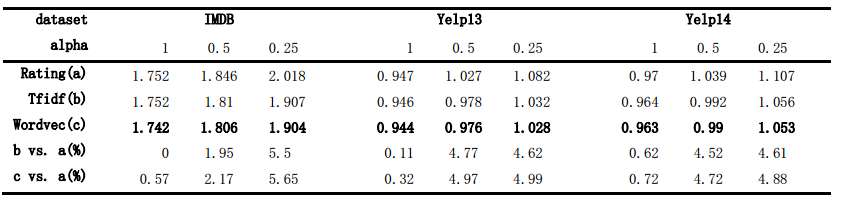 dataset IMDB Yelp13 Yelp14
alpha 1 0.5 0.25 1 0.5 0.25 1 0.5 0.25
Rating(a) 1.752 1.846 2.018 0.947 1.027 1.082 0.97 1.039 1.107
Tfidf(b) 1.752 1.81 1.907 0.946 0.978 1.032 0.964 0.992 1.056
Wordvec(c) 1.742 1.806 1.904 0.944 0.976 1.028 0.963 0.99 1.053
b vs. a(%) 0 1.95 5.5 0.11 4.77 4.62 0.62 4.52 4.61
c vs. a(%) 0.57 2.17 5.65 0.32 4.97 4.99 0.72 4.72 4.88